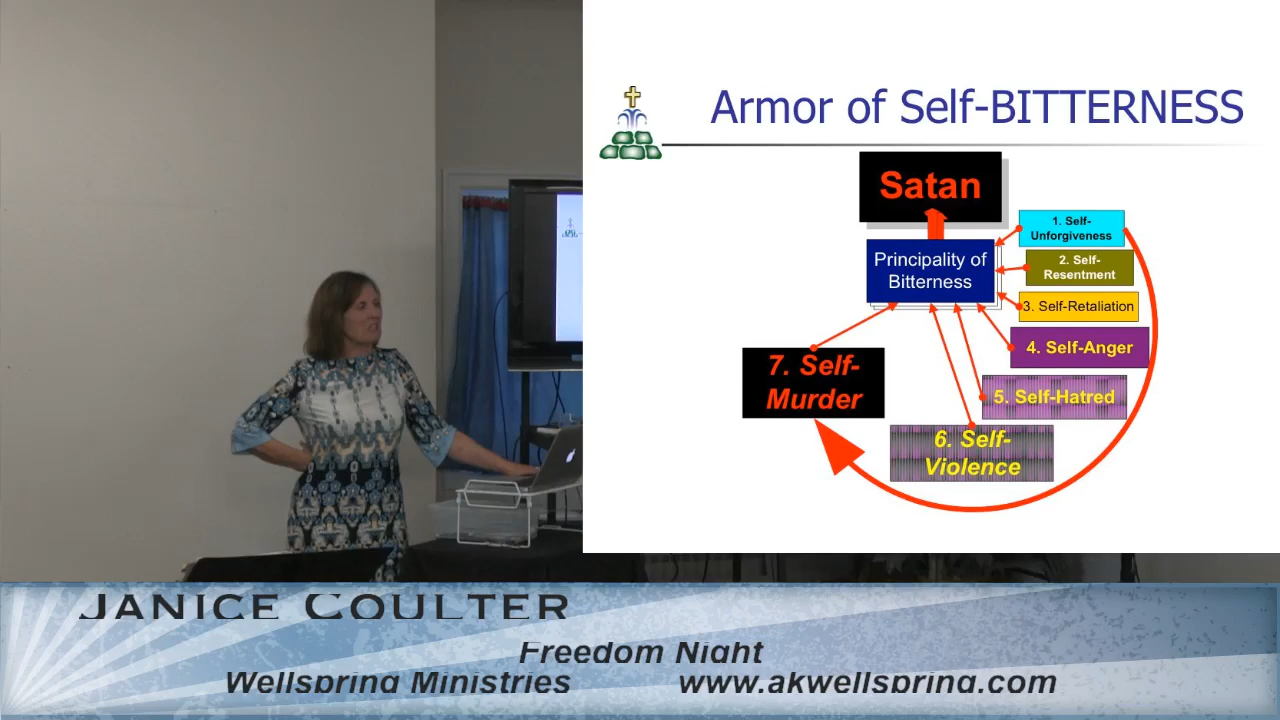 Armor of Self-BITTERNESS
Satan
Principality of
Bitterness
1. Self-
Unforgiveness
2. Self-
Resentment
3. Self-Retaliation
4. Self-Anger
5. Self-Hatred
6. Self-
Violence
7. Self-
Murder
JANICE COULTER
Freedom Night
Wellspring Ministries www.akwellspring.com